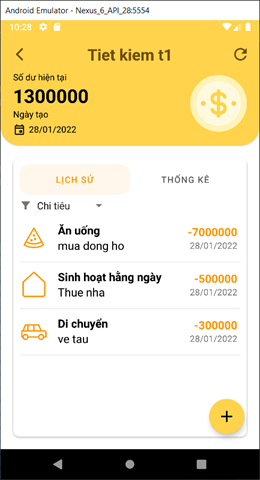 Android Emulator - Nexus_6_API_28:5554
10:28
Tiet kiem t1
Số dư hiện tại
1300000
Ngày tạo
28/01/2022
LỊCH SỬ THỐNG KÊ
Chi tiêu
Ăn uống -7000000
mua dong ho 28/01/2022
Sinh hoạt hằng ngày -500000
Thue nha 28/01/2022
Di chuyển -300000
ve tau 28/01/2022